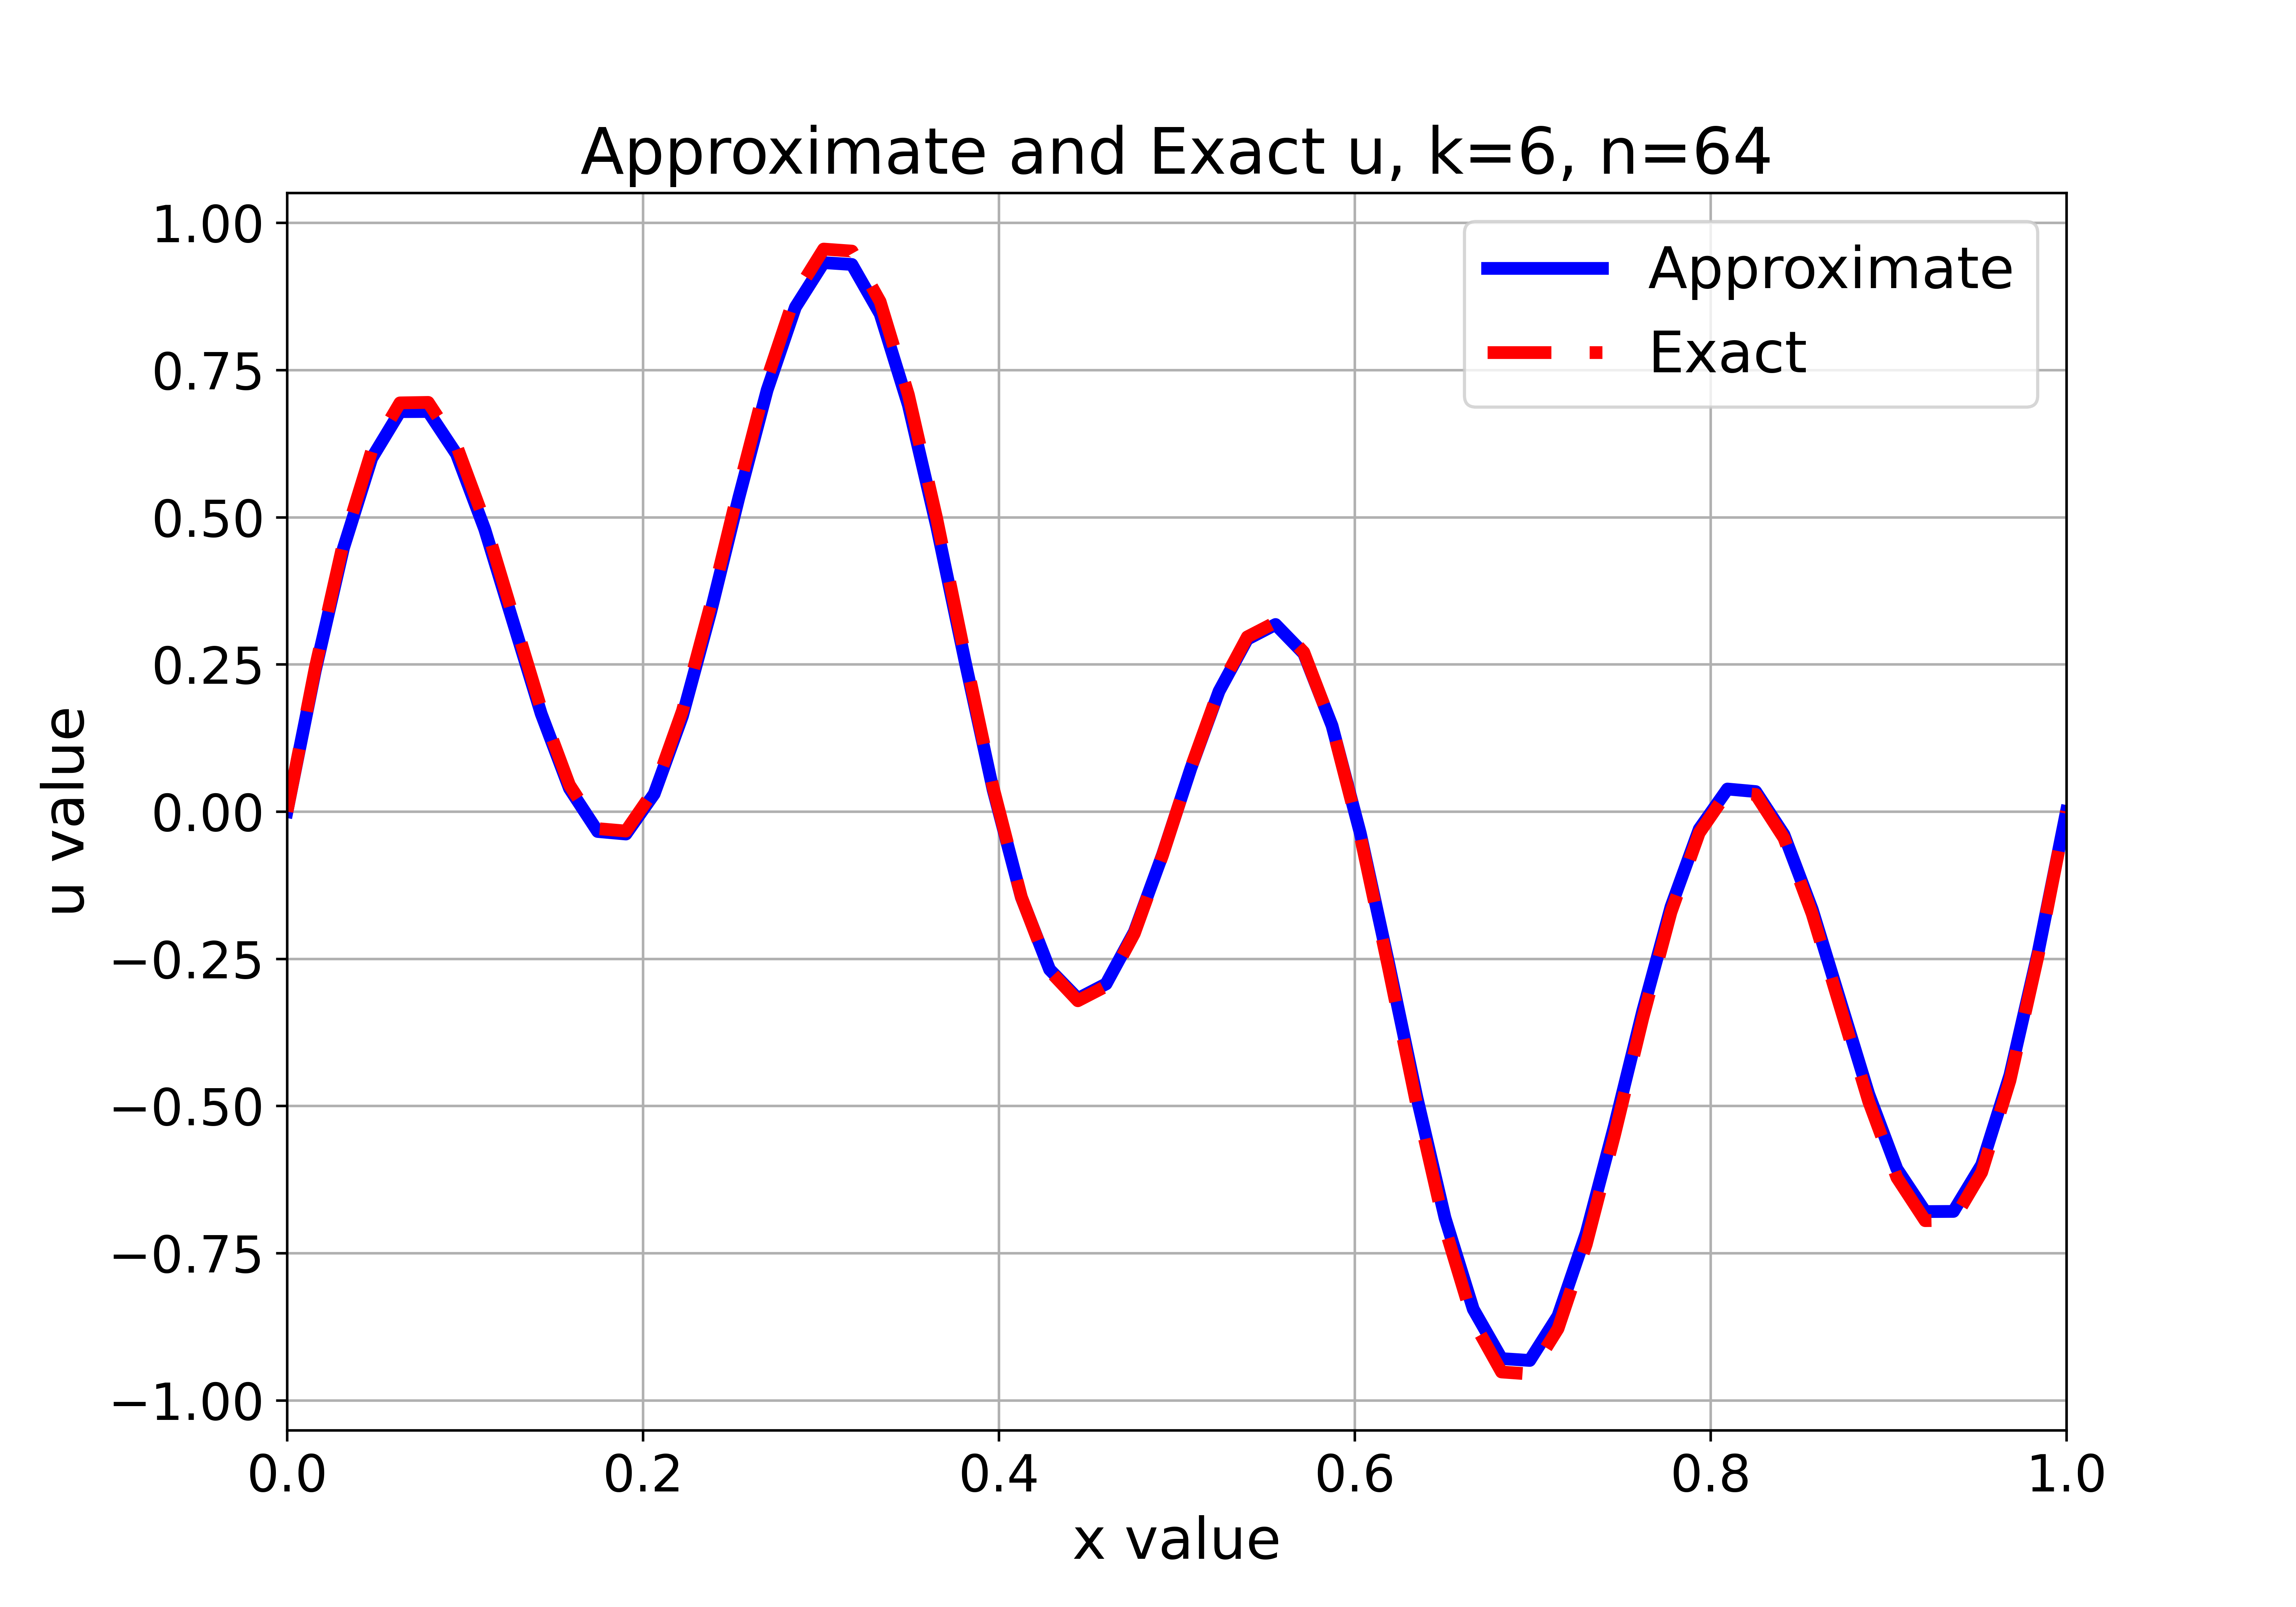 Approximate and Exact u, k=6, n=64
Approximate
Exact
1.00
0.75
0.50
0.25
0.00
−0.25
−0.50
−0.75
−1.00
u value
0.0 0.2 0.4 0.6 0.8 1.0
x value